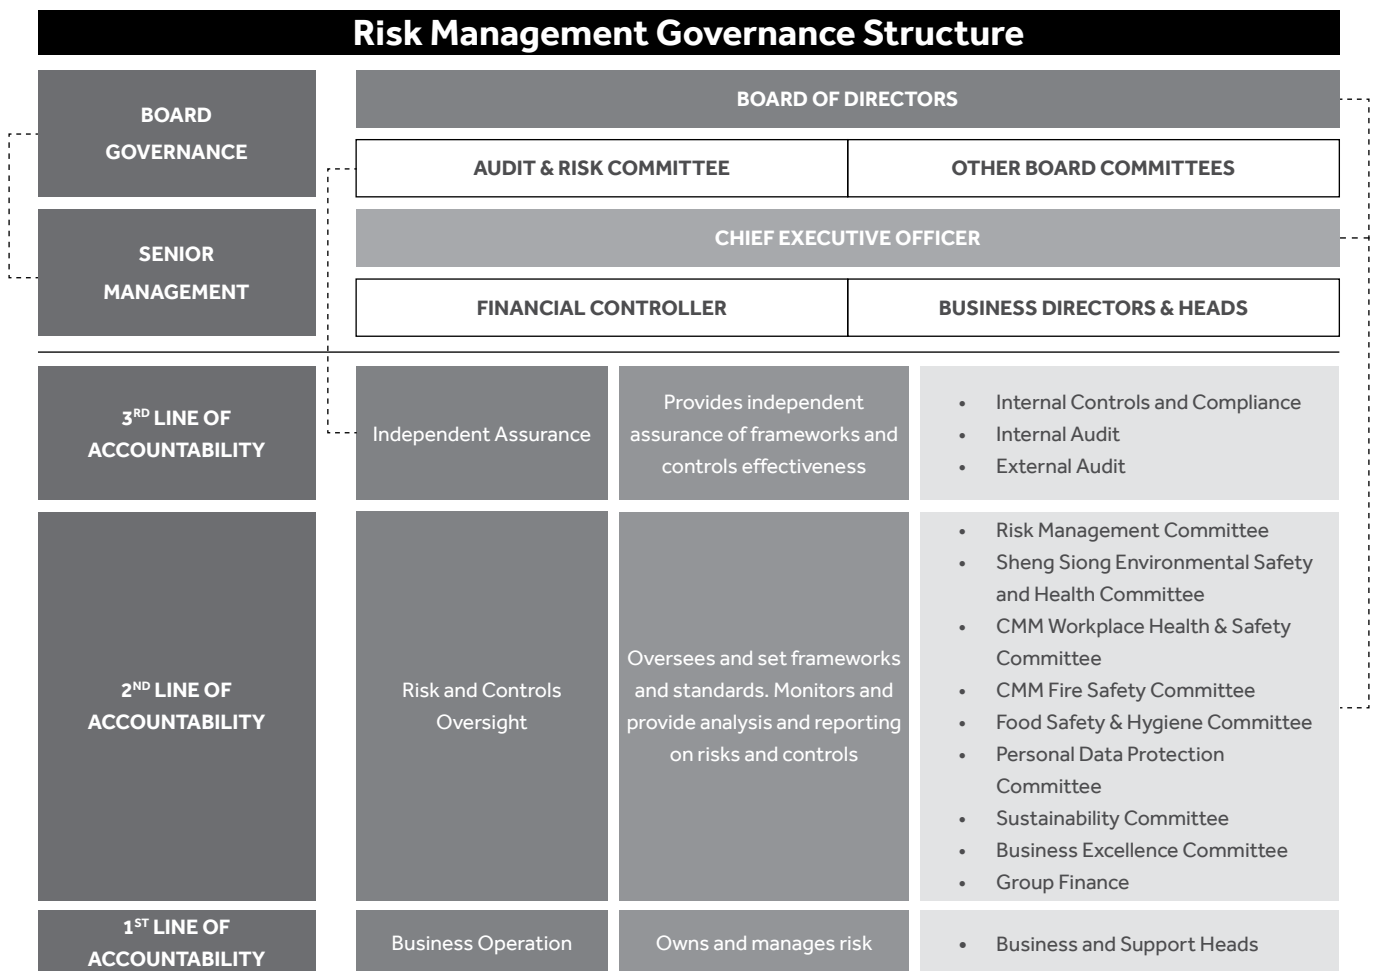 Risk Management Governance Structure
BOARD
GOVERNANCE
BOARD OF DIRECTORS
AUDIT & RISK COMMITTEE
OTHER BOARD COMMITTEES
SENIOR
MANAGEMENT
CHIEF EXECUTIVE OFFICER
FINANCIAL CONTROLLER
BUSINESS DIRECTORS & HEADS
3RD LINE OF
ACCOUNTABILITY
Independent Assurance
Provides independent
assurance of frameworks and
controls effectiveness
• Internal Controls and Compliance
• Internal Audit
• External Audit
2ND LINE OF
ACCOUNTABILITY
Risk and Controls
Oversight
Oversees and set frameworks
and standards. Monitors and
provide analysis and reporting
on risks and controls
• Risk Management Committee
• Sheng Siong Environmental Safety
and Health Committee
• CMM Workplace Health & Safety
Committee
• CMM Fire Safety Committee
• Food Safety & Hygiene Committee
• Personal Data Protection
Committee
• Sustainability Committee
• Business Excellence Committee
• Group Finance
1ST LINE OF
ACCOUNTABILITY
Business Operation
Owns and manages risk
• Business and Support Heads